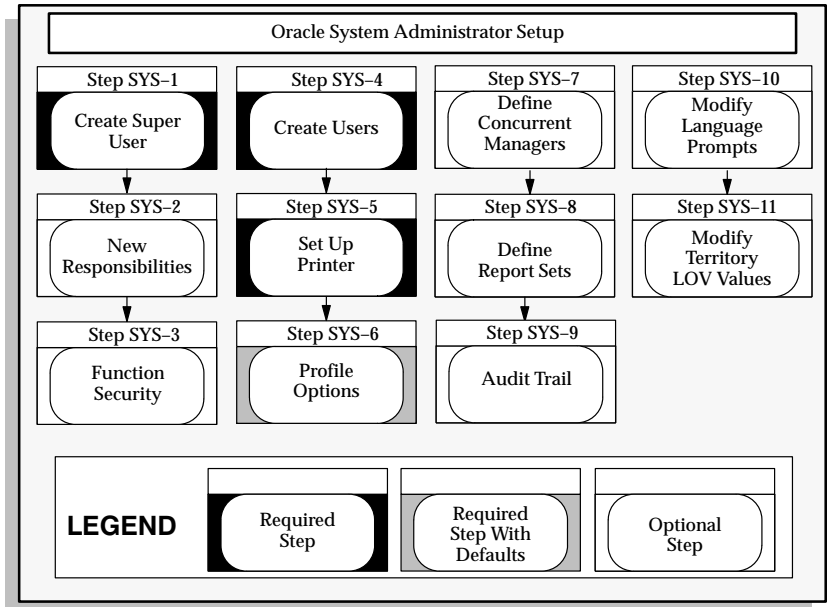 Oracle System Administrator Setup
Step SYS–1
Create Super
User
Step SYS–2
New
Responsibilities
Step SYS–3
Function
Security
Step SYS–4
Create Users
Step SYS–5
Set Up
Printer
Step SYS–6
Profile
Options
Step SYS–7
Define
Concurrent
Managers
Step SYS–8
Define
Report Sets
Step SYS–9
Audit Trail
Step SYS–10
Modify
Language
Prompts
Step SYS–11
Modify
Territory
LOV Values
LEGEND
Required
Step
Required
Step With
Defaults
Optional
Step